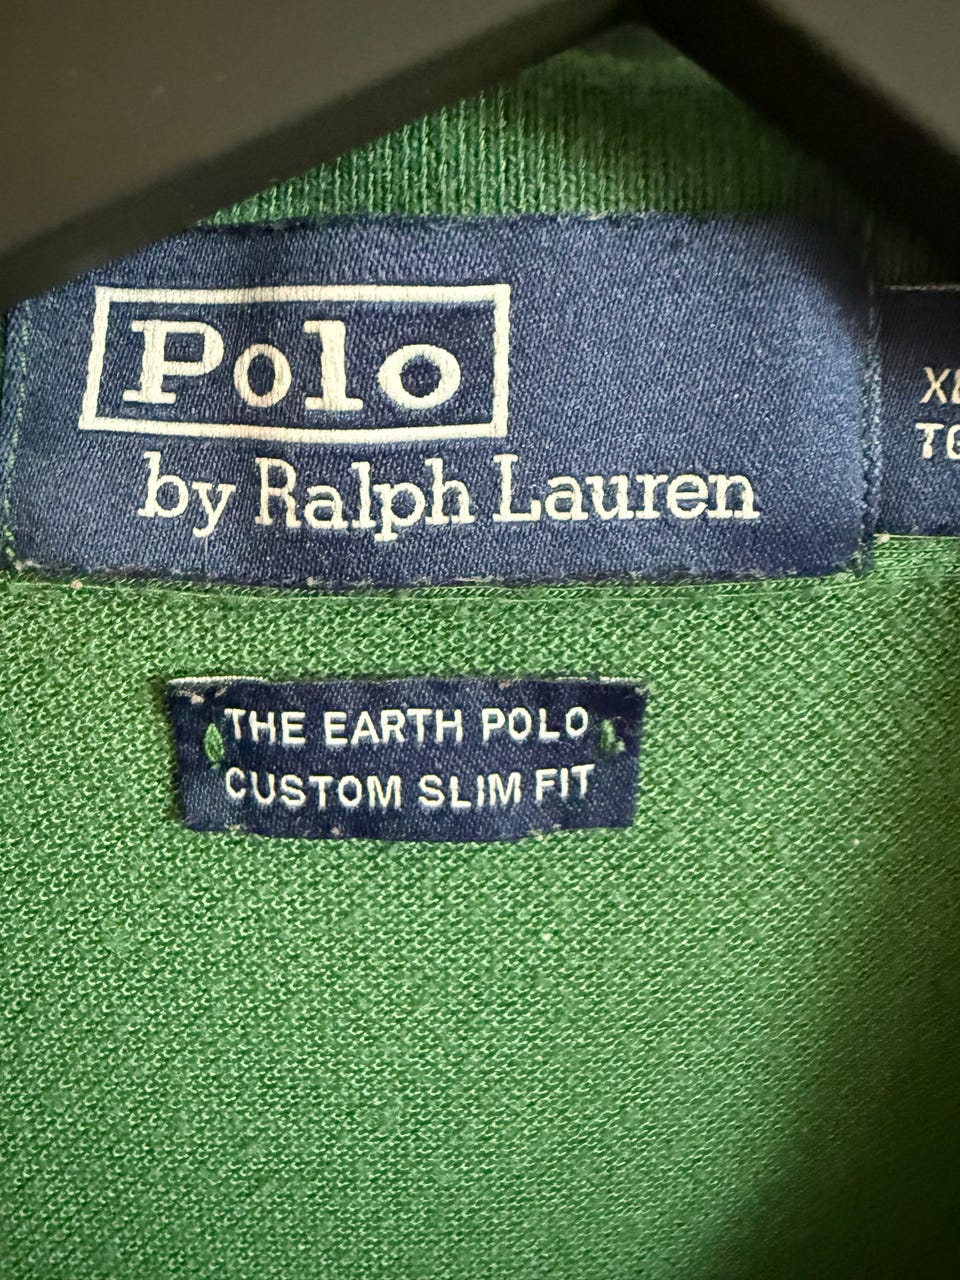 Polo
by Ralph Lauren
THE EARTH POLO
CUSTOM SLIM FIT